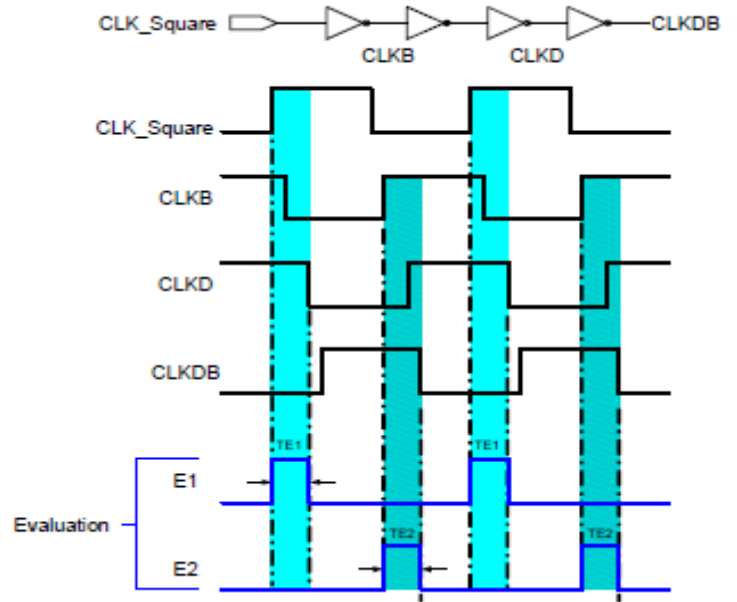 CLK_Square
CLKDB
CLKB
CLKD
CLK_Square
CLKB
CLKD
CLKDB
TE1
TE1
E1
Evaluation
TE2
TE2
E2